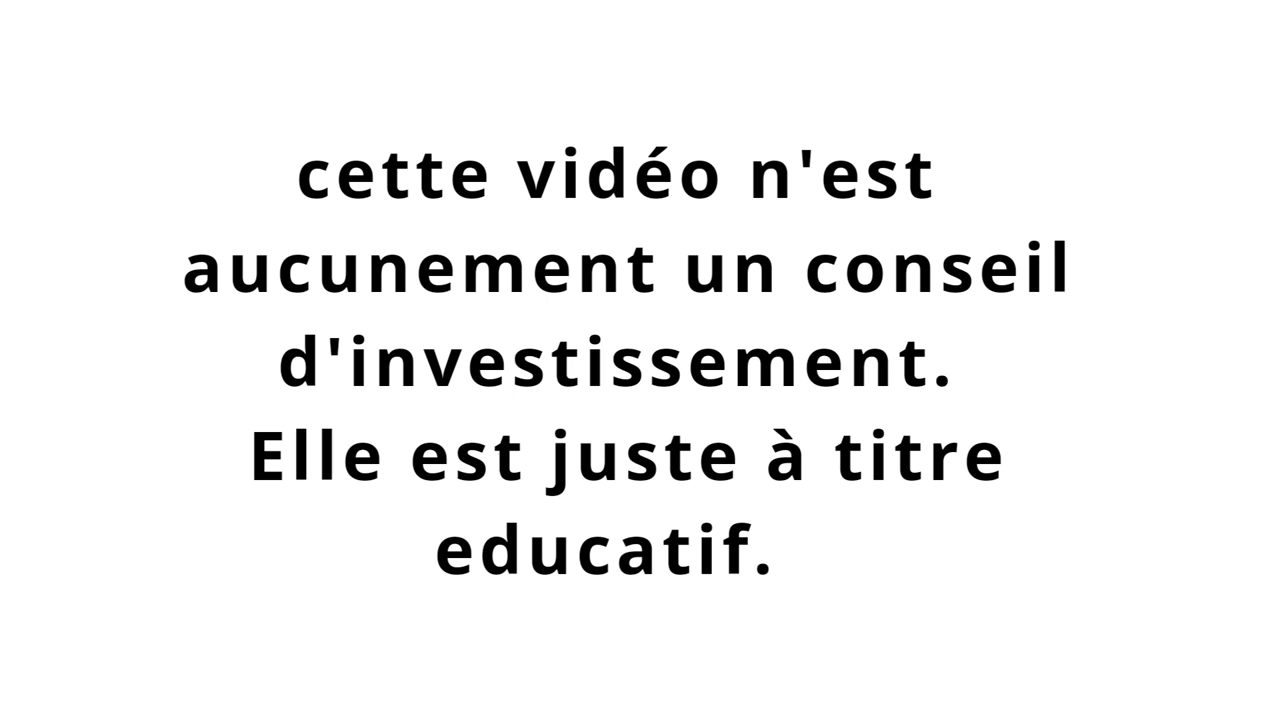 cette vidéo n'est
aucunement un conseil
d'investissement.
Elle est juste à titre
educatif.